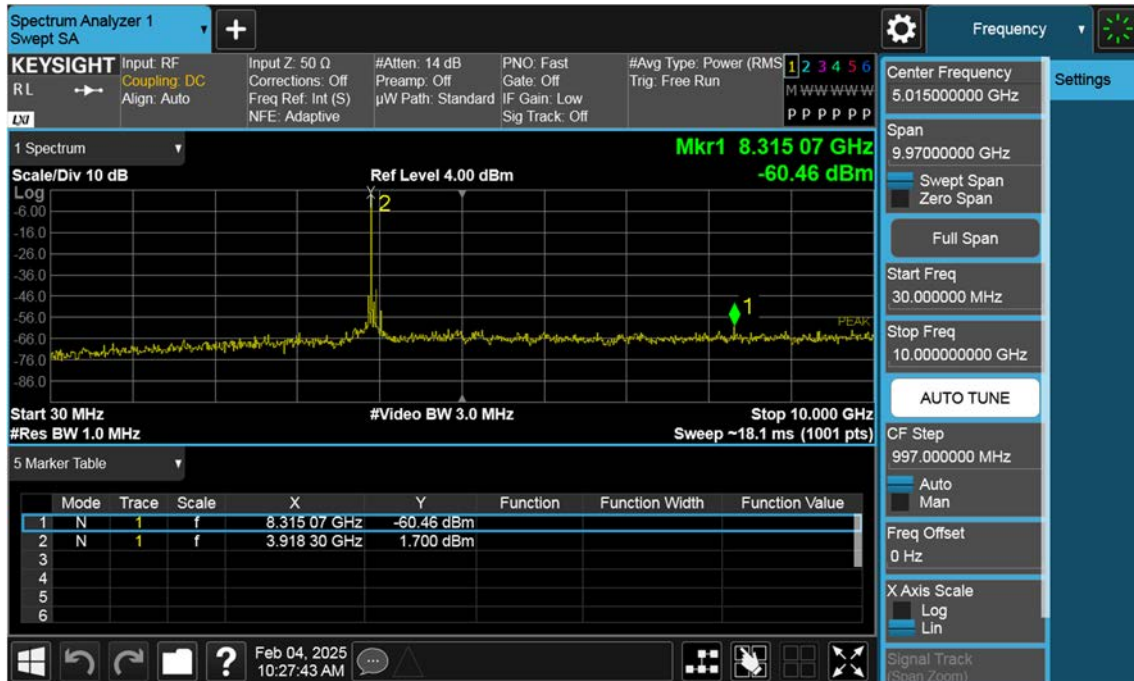 Spectrum Analyzer 1
Swept SA
+
Frequency
KEYSIGHT
RL
LXI
Input: RF
Coupling: DC
Align: Auto
Input Z: 50 Ω
Corrections: Off
Freq Ref: Int (S)
NFE: Adaptive
#Atten: 14 dB
Preamp: Off
µW Path: Standard
PNO: Fast
Gate: Off
IF Gain: Low
Sig Track: Off
#Avg Type: Power (RMS
Trig: Free Run
1 2 3 4 5 6
M W W W W W
P P P P P P
Center Frequency
5.015000000 GHz
Settings
Span
9.97000000 GHz
Swept Span
Zero Span
Full Span
Start Freq
30.000000 MHz
Stop Freq
10.000000000 GHz
AUTO TUNE
CF Step
997.000000 MHz
Auto
Man
Freq Offset
0 Hz
X Axis Scale
Log
Lin
Signal Track
(Span Zoom)
1 Spectrum
Mkr1 8.315 07 GHz
Scale/Div 10 dB
Ref Level 4.00 dBm
-60.46 dBm
Log
2
-6.00
-16.0
-26.0
-36.0
-46.0
1
-56.0
PEAK
-66.0
-76.0
-86.0
Start 30 MHz
#Video BW 3.0 MHz
Stop 10.000 GHz
#Res BW 1.0 MHz
Sweep ~18.1 ms (1001 pts)
5 Marker Table
Mode Trace Scale X Y Function Function Width Function Value
1 N 1 f 8.315 07 GHz -60.46 dBm
2 N 1 f 3.918 30 GHz 1.700 dBm
3
4
5
6
?
Feb 04, 2025
10:27:43 AM